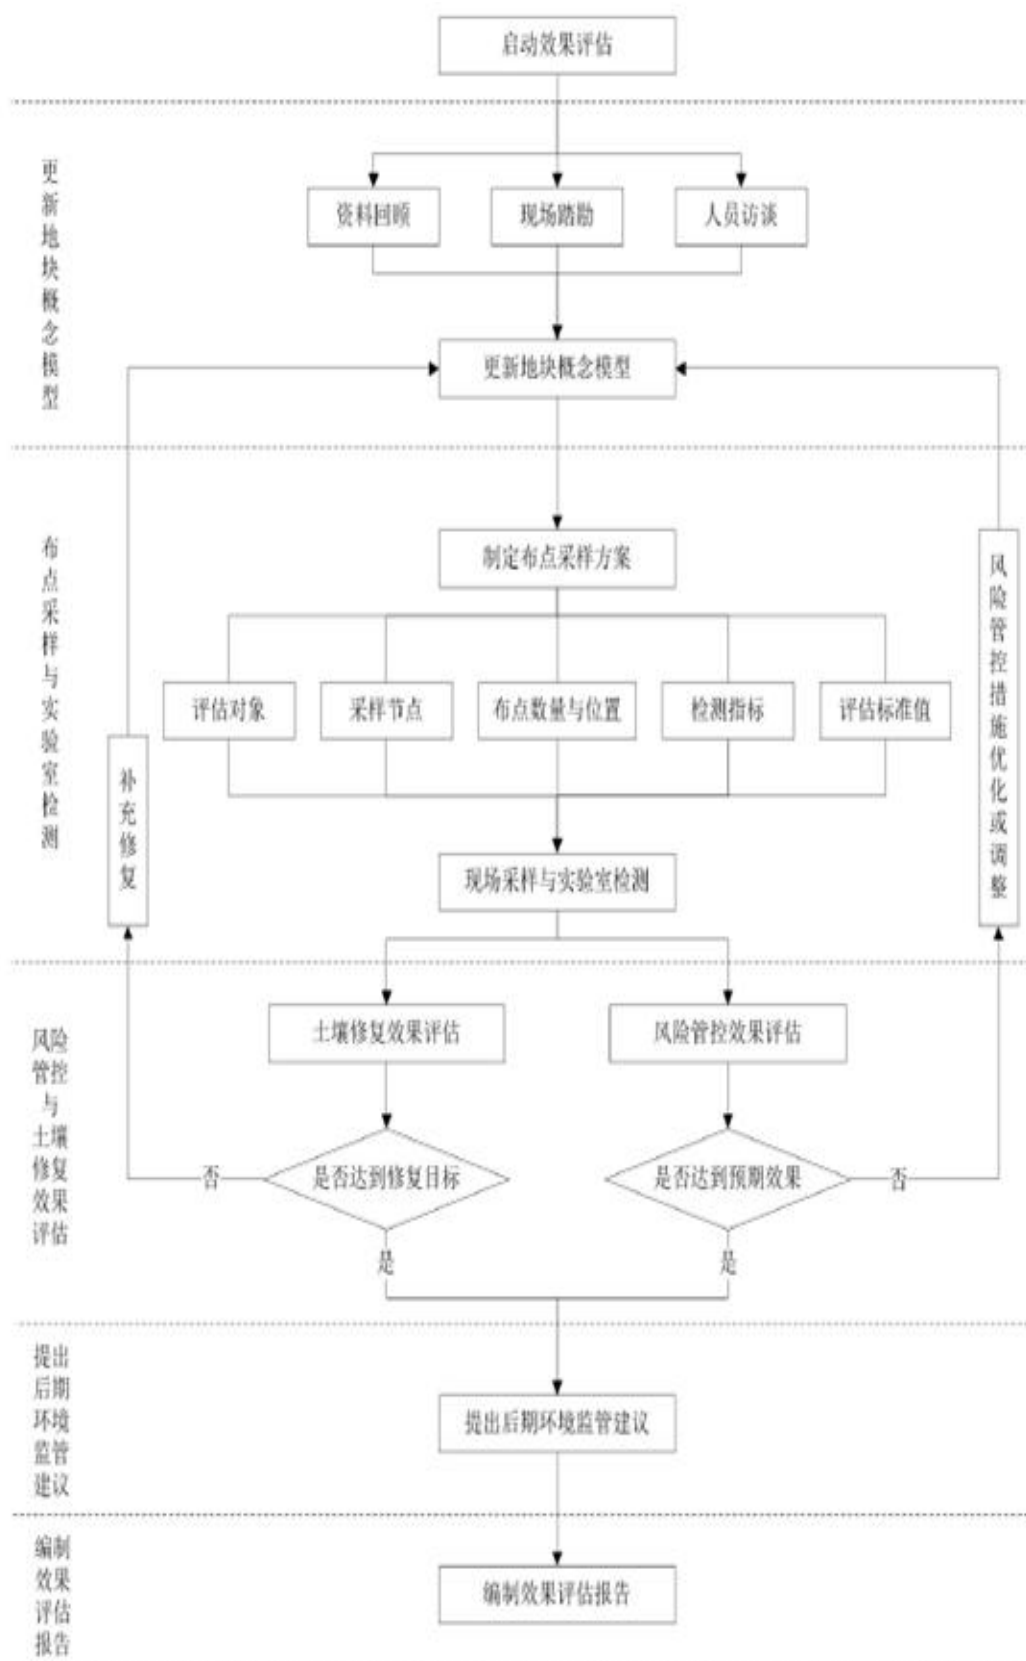 启动效果评估
更新地块概念模型
资料回顾
现场踏勘
人员访谈
更新地块概念模型
布点采样与实验室检测
制定布点采样方案
评估对象
采样节点
布点数量与位置
检测指标
评估标准值
补充修复
风险管控措施优化或调整
现场采样与实验室检测
风险
管控
与
土壤
修复
效果
评估
土壤修复效果评估
风险管控效果评估
否
是否达到修复目标
是否达到预期效果
否
是
是
提出
后期
环境
监管
建议
提出后期环境监管建议
编制
效果
评估
报告
编制效果评估报告